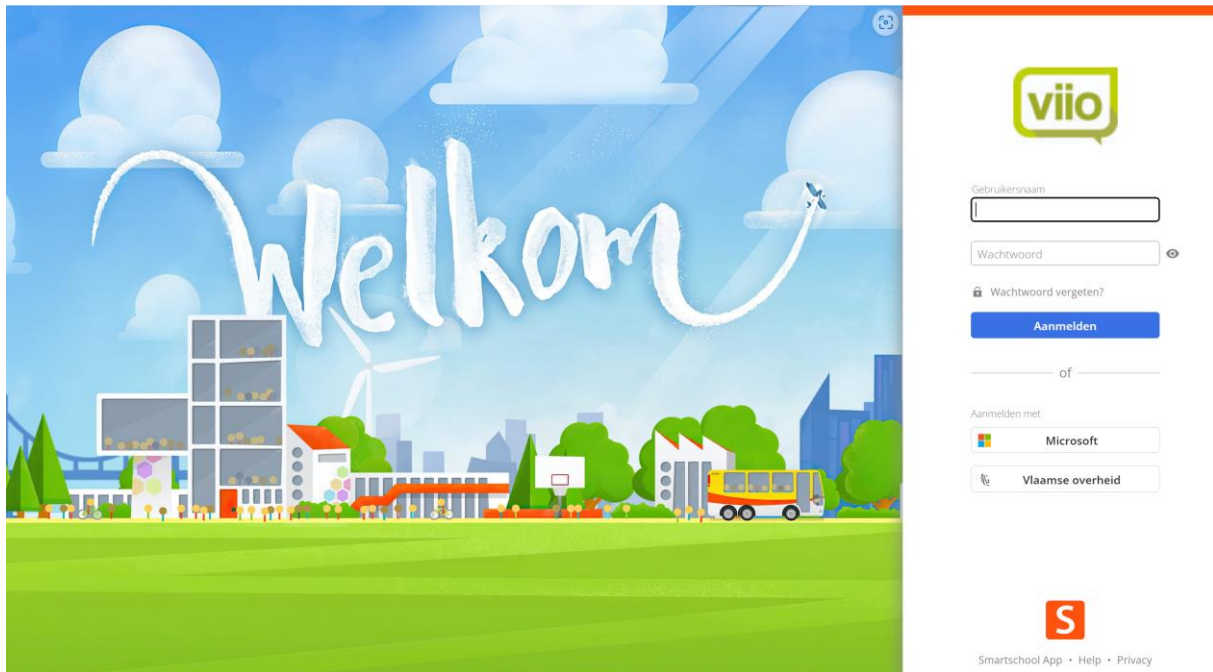 Welkom
viio
Gebruikersnaam
Wachtwoord
Wachtwoord vergeten?
Aanmelden
of
Aanmelden met
Microsoft
Vlaamse overheid
S
Smartschool App • Help • Privacy